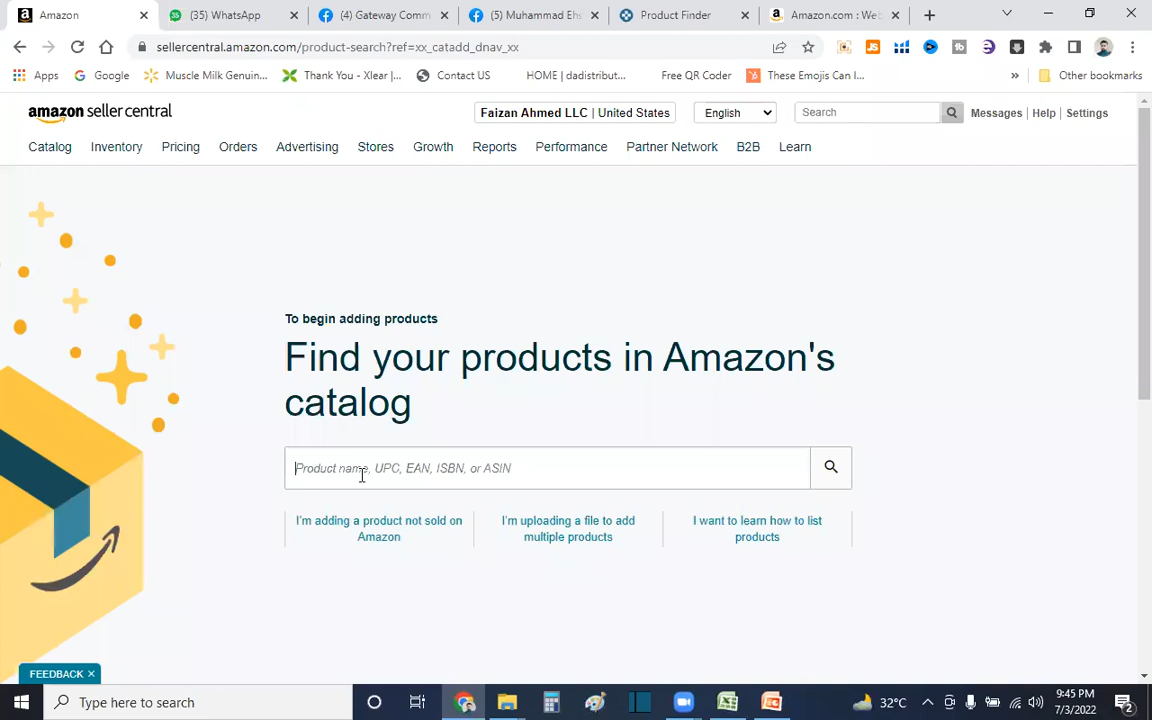 Amazon
(35) WhatsApp
(4) Gateway Comm
(5) Muhammad Ehs
Product Finder
Amazon.com : Web
sellercentral.amazon.com/product-search?ref=xx_catadd_dnav_xx
Apps
Google
Muscle Milk Genuin...
Thank You - Xlear |...
Contact US
HOME | dadistribut...
Free QR Coder
These Emojis Can I...
Other bookmarks
amazon seller central
Faizan Ahmed LLC | United States
English
Search
Messages | Help | Settings
Catalog Inventory Pricing Orders Advertising Stores Growth Reports Performance Partner Network B2B Learn
To begin adding products
Find your products in Amazon's
catalog
Product name, UPC, EAN, ISBN, or ASIN
I'm adding a product not sold on
Amazon
I'm uploading a file to add
multiple products
I want to learn how to list
products
FEEDBACK ×
Type here to search
32°C
9:45 PM
7/3/2022
2